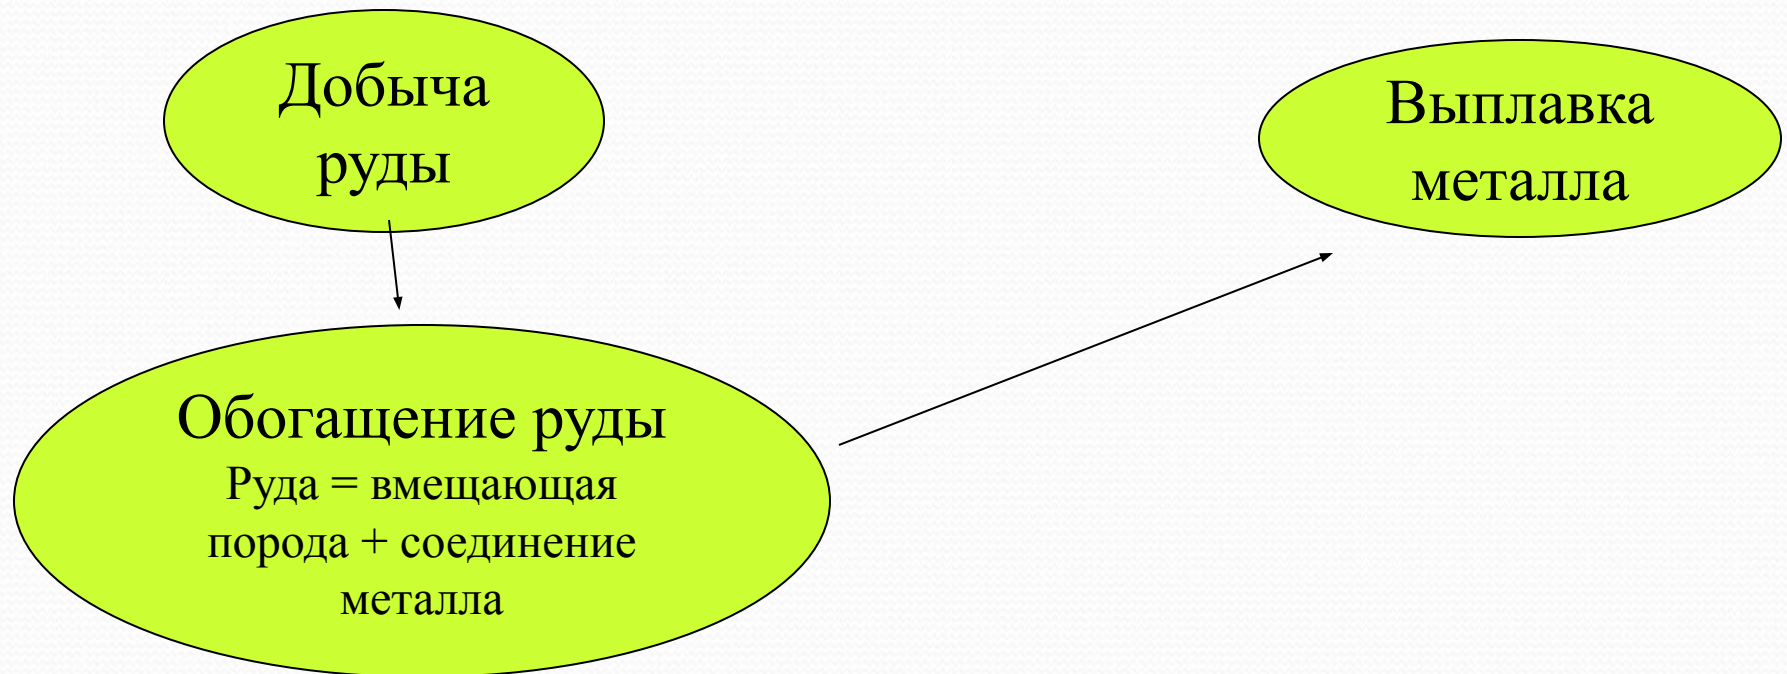 Добыча
руды
Обогащение руды
Руда = вмещающая
порода + соединение
металла
Выплавка
металла